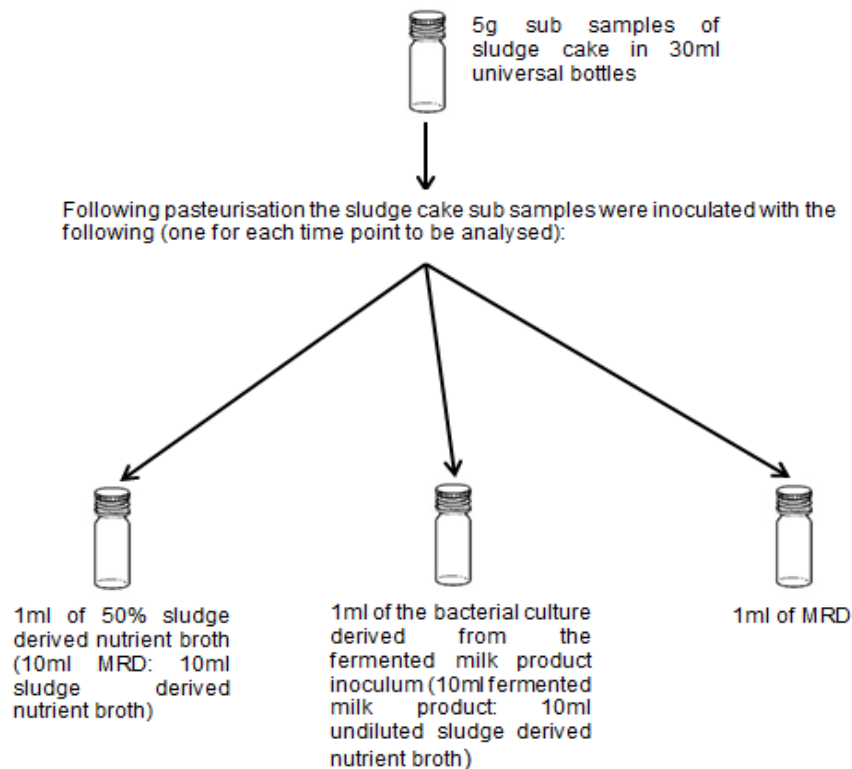 5g sub samples of
sludge cake in 30ml
universal bottles
Following pasteurisation the sludge cake sub samples were inoculated with the
following (one for each time point to be analysed):
1ml of 50% sludge
derived nutrient broth
(10ml MRD: 10ml
sludge derived
nutrient broth)
1ml of the bacterial culture
derived from the
fermented milk product
inoculum (10ml fermented
milk product: 10ml
undiluted sludge derived
nutrient broth)
1ml of MRD